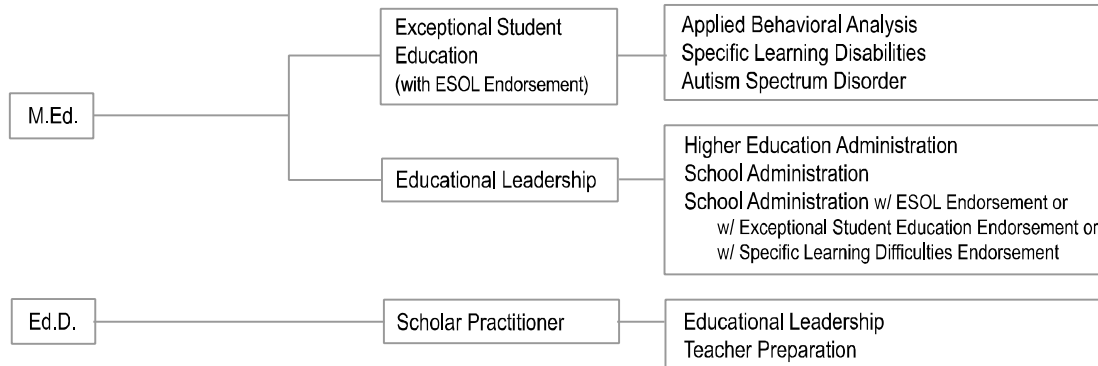 M.Ed.
Exceptional Student
Education
(with ESOL Endorsement)
Applied Behavioral Analysis
Specific Learning Disabilities
Autism Spectrum Disorder
Educational Leadership
Higher Education Administration
School Administration
School Administration w/ ESOL Endorsement or
w/ Exceptional Student Education Endorsement or
w/ Specific Learning Difficulties Endorsement
Ed.D.
Scholar Practitioner
Educational Leadership
Teacher Preparation